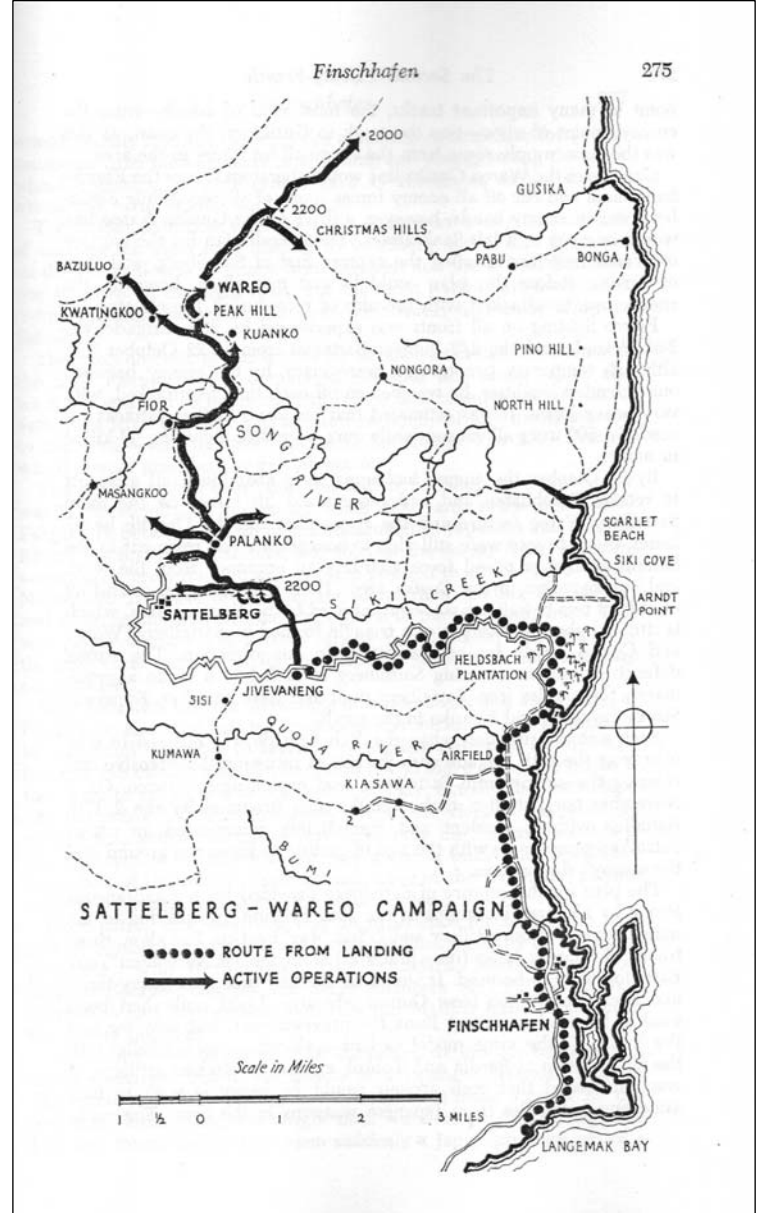 Finschhafen 275
2000
GUSIKA
2200
CHRISTMAS HILLS
PABU
BONGA
BAZULUO
WAREO
KWATINGKOO
PEAK HILL
KUANKO
PINO HILL
NONGORA
FIOR
NORTH HILL
SONG RIVER
MASANGKOO
SCARLET BEACH
PALANKO
SIKI COVE
2200
SIKI CREEK
ARNDT POINT
SATTELBERG
HELDSBACH PLANTATION
JIVEVANENG
SISI
QUOJA RIVER
KUMAWA
AIRFIELD
KIASAWA
2 1
BUMI
SATTELBERG - WAREO CAMPAIGN
ROUTE FROM LANDING
ACTIVE OPERATIONS
FINSCHHAFEN
Scale in Miles
1 ½ 0 1 2 3 MILES
LANGEMAK BAY